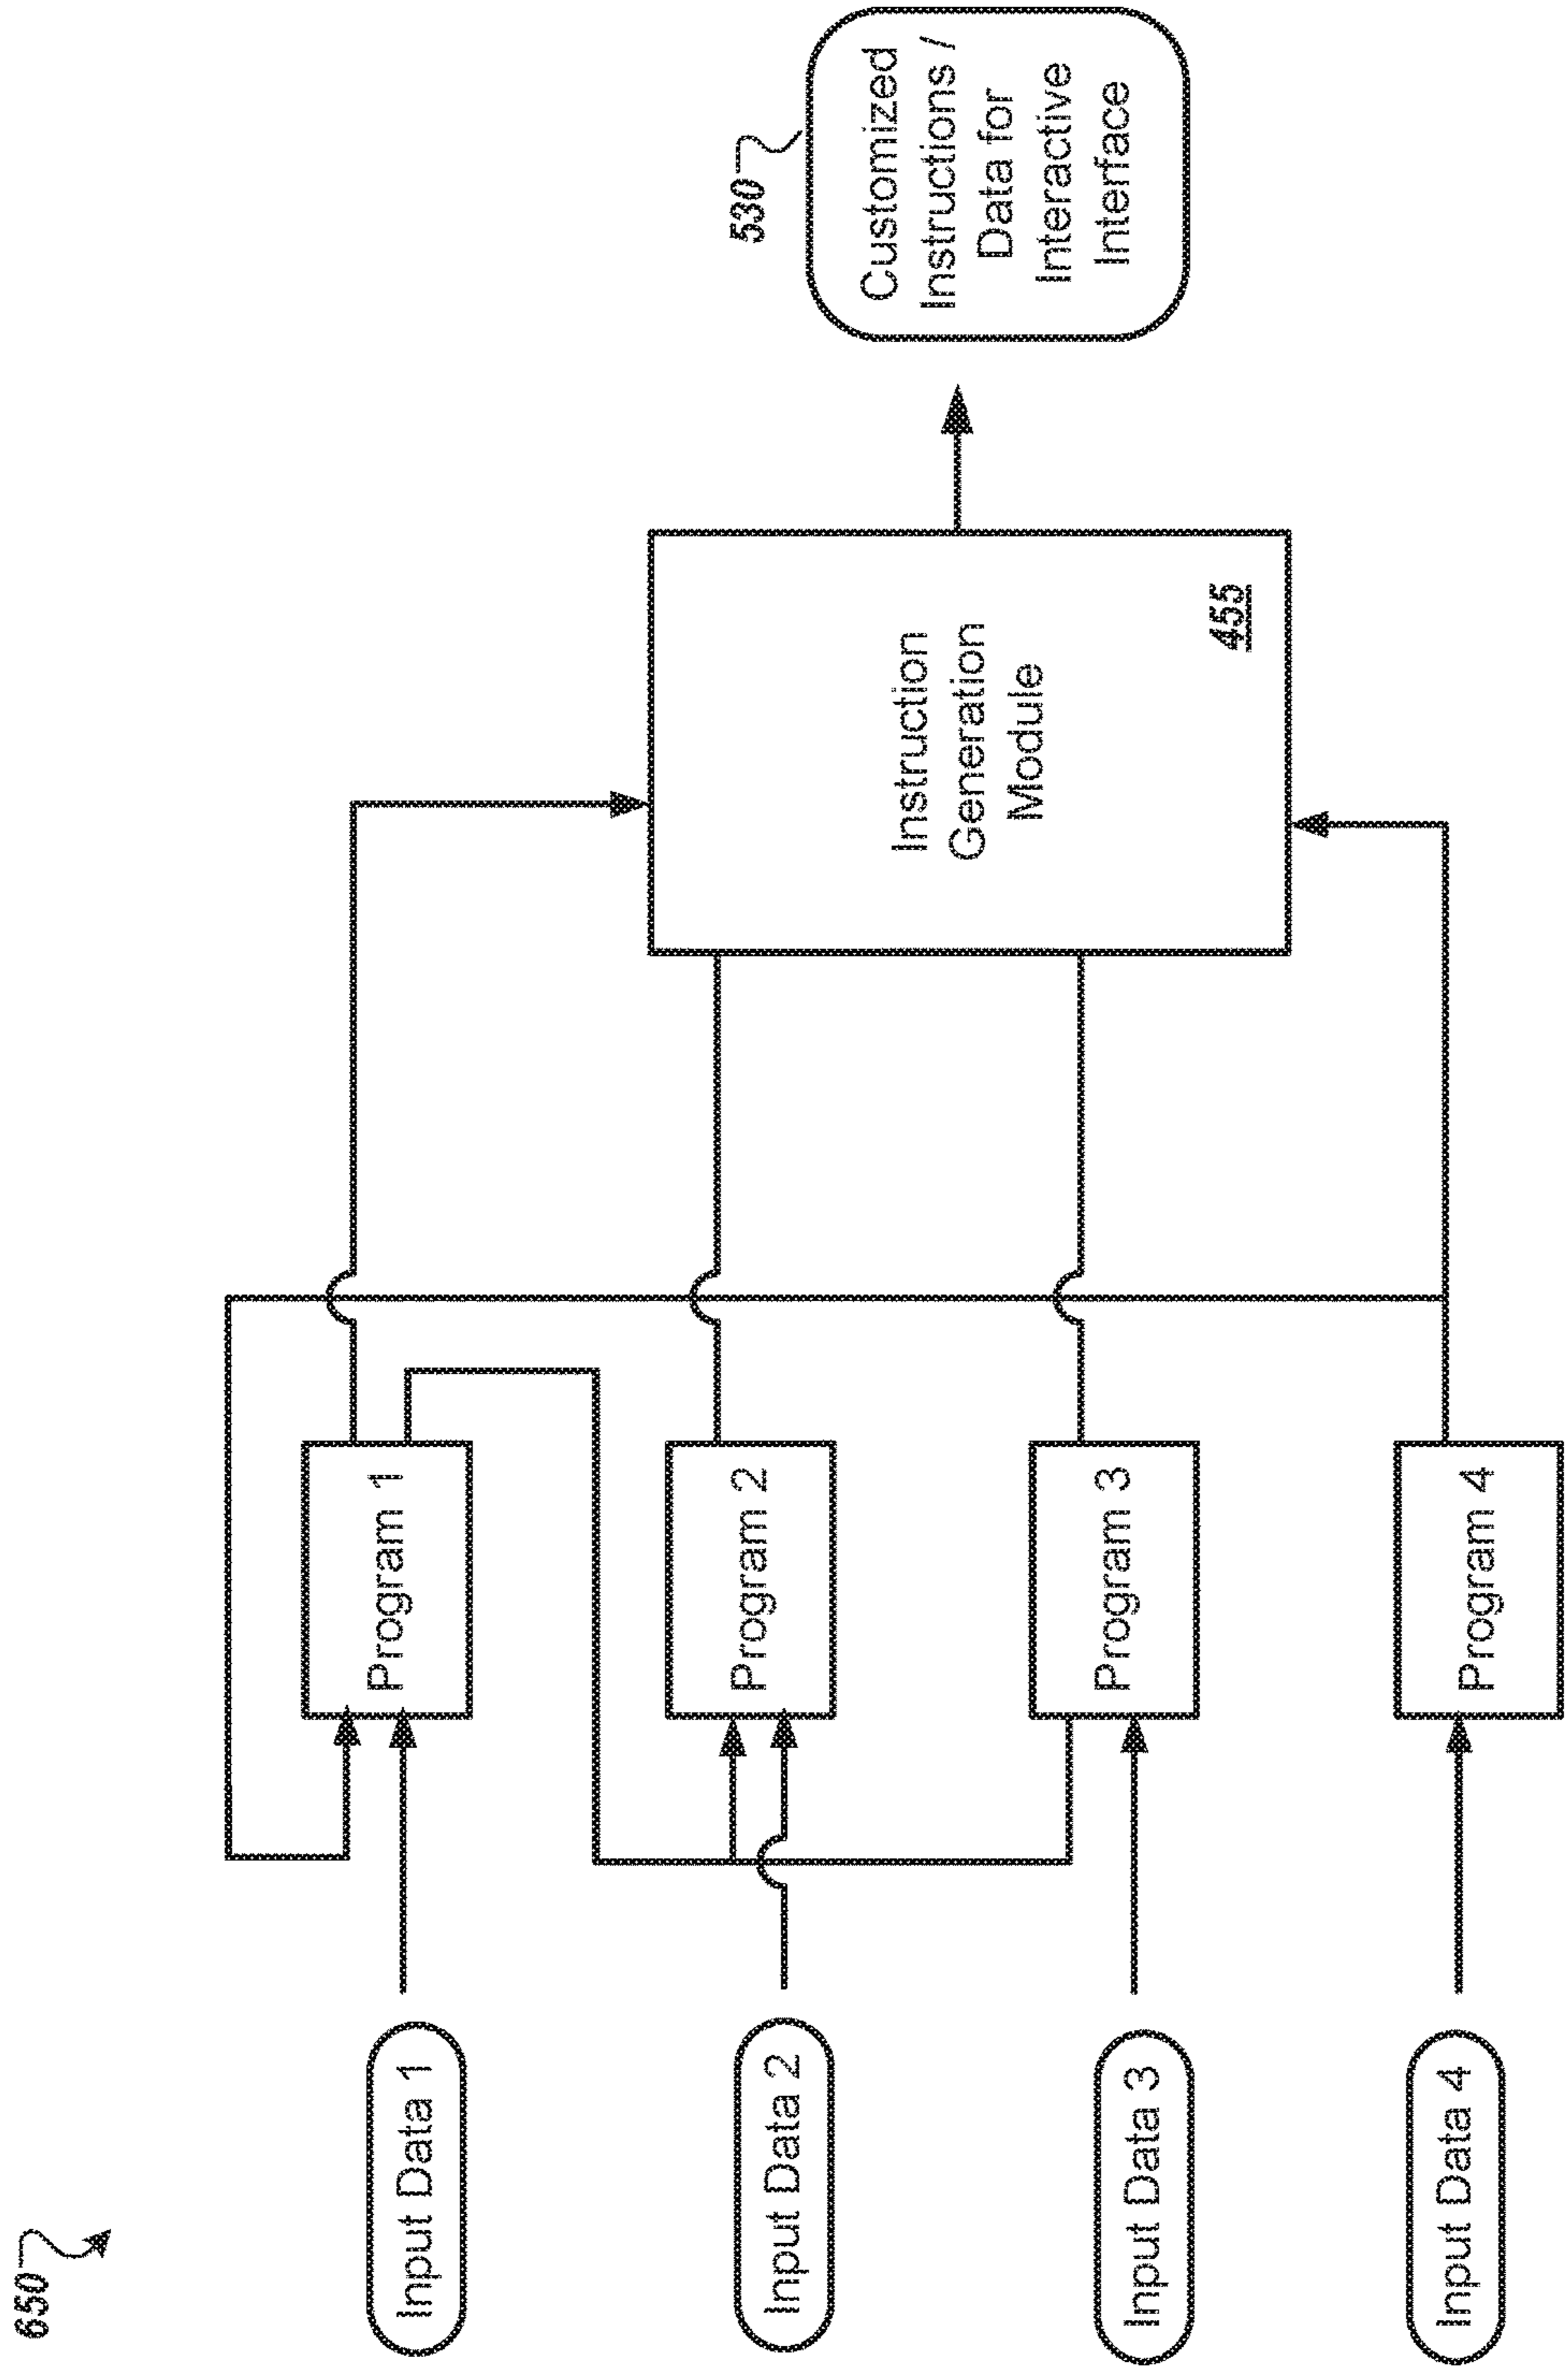 650
Input Data 1
Input Data 2
Input Data 3
Input Data 4
Program 1
Program 2
Program 3
Program 4
Instruction
Generation
Module
455
530
Customized
Instructions /
Data for
Interactive
Interface